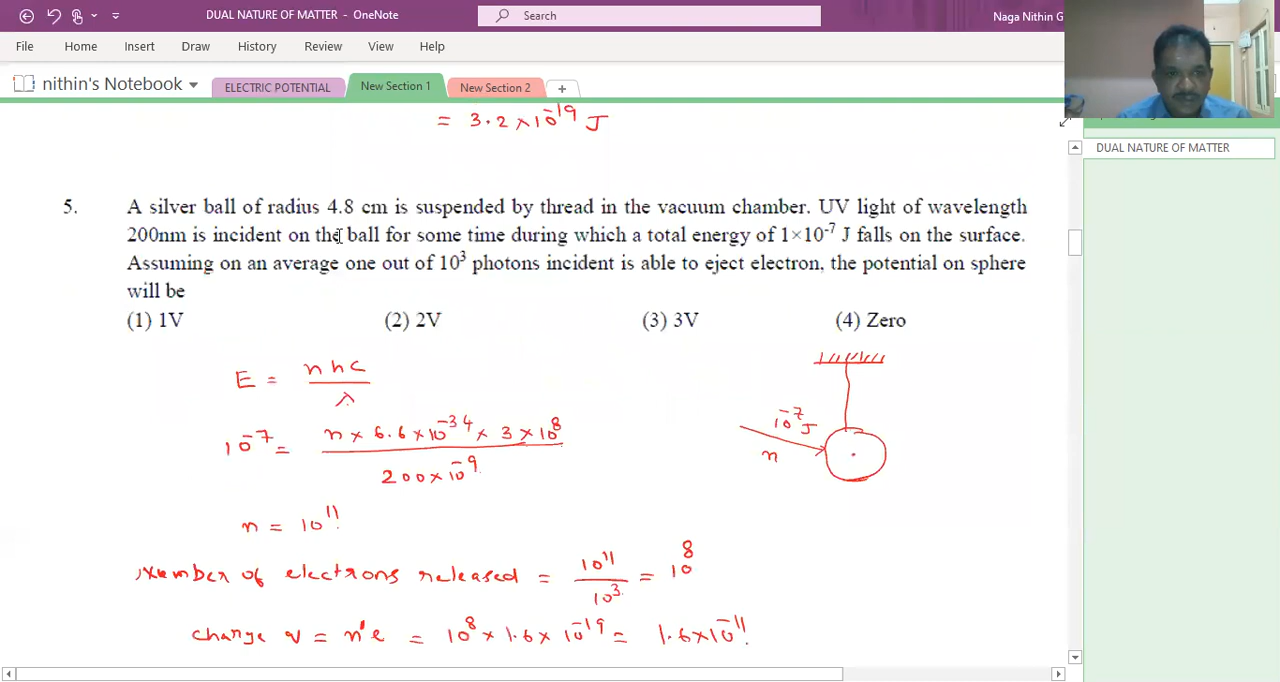 DUAL NATURE OF MATTER - OneNote
Search
Naga Nithin G
File Home Insert Draw History Review View Help
nithin's Notebook ELECTRIC POTENTIAL New Section 1 New Section 2 +
DUAL NATURE OF MATTER
= 3.2 × 10⁻¹⁹ J
5. A silver ball of radius 4.8 cm is suspended by thread in the vacuum chamber. UV light of wavelength
200nm is incident on the ball for some time during which a total energy of 1×10⁻⁷ J falls on the surface.
Assuming on an average one out of 10³ photons incident is able to eject electron, the potential on sphere
will be
(1) 1V (2) 2V (3) 3V (4) Zero
E = nhc / λ
10⁻⁷ = n × 6.6 × 10⁻³⁴ × 3 × 10⁸ / 200 × 10⁻⁹
10⁻⁷ J
n
n = 10¹¹
Number of electrons released = 10¹¹ / 10³ = 10⁸
charge q = n'e = 10⁸ × 1.6 × 10⁻¹⁹ = 1.6 × 10⁻¹¹